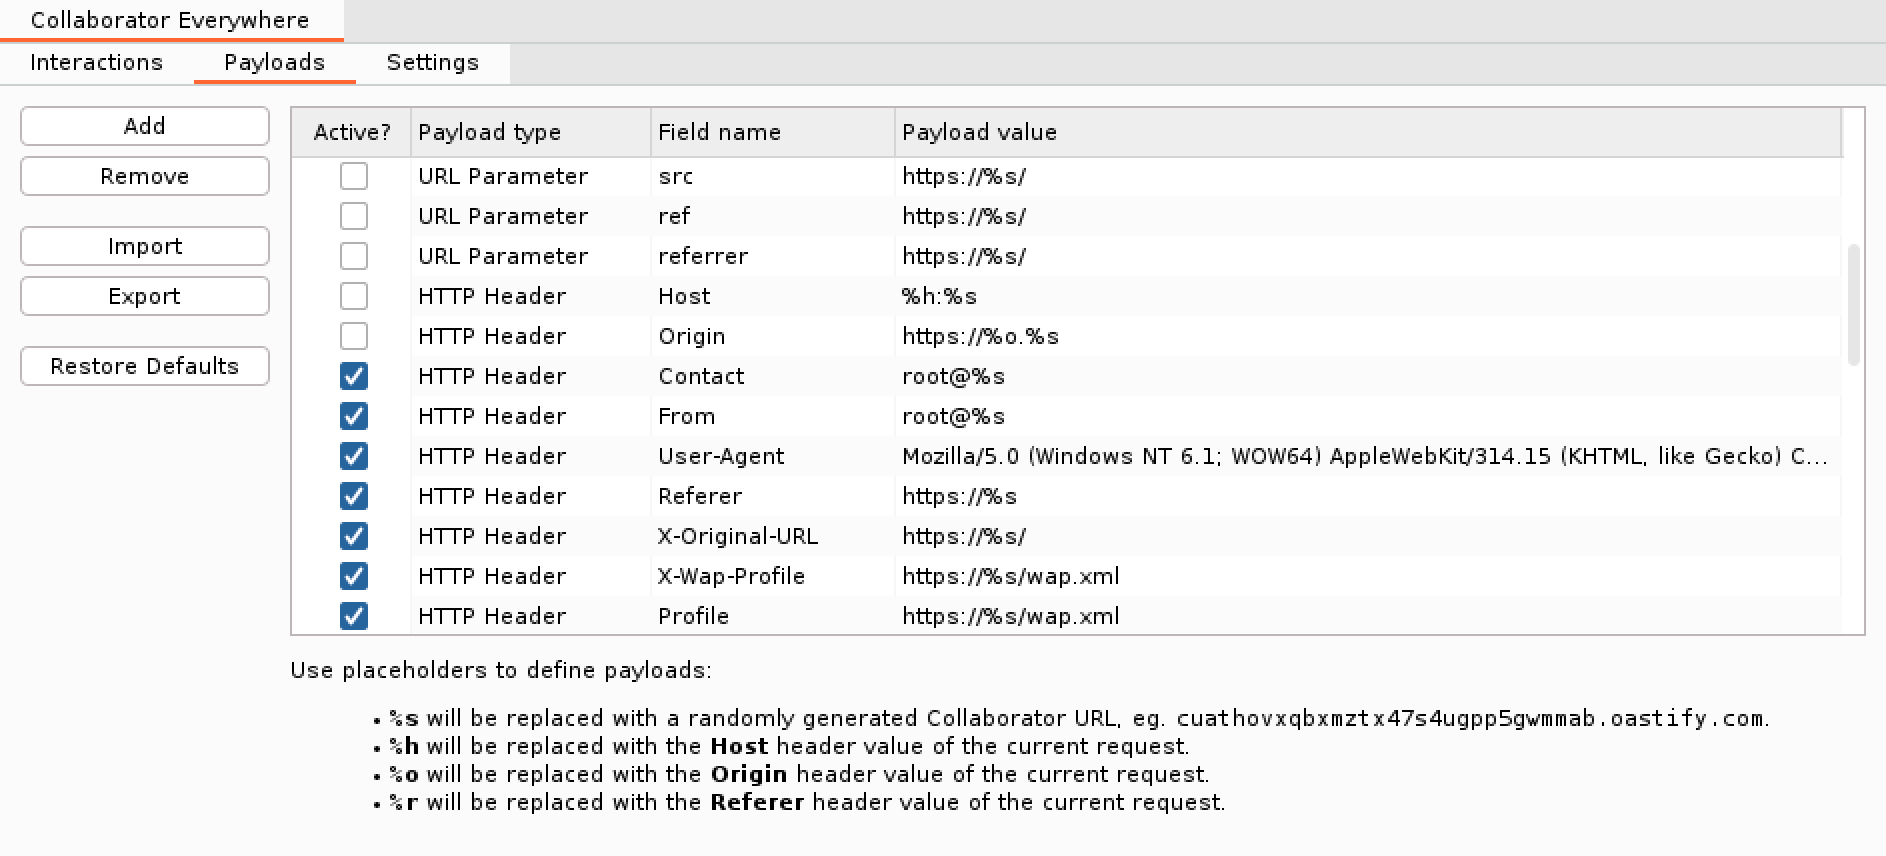 Collaborator Everywhere
Interactions Payloads Settings
Add
Remove
Import
Export
Restore Defaults
Active? Payload type Field name Payload value
URL Parameter src https://%s/
URL Parameter ref https://%s/
URL Parameter referrer https://%s/
HTTP Header Host %h:%s
HTTP Header Origin https://%o.%s
HTTP Header Contact root@%s
HTTP Header From root@%s
HTTP Header User-Agent Mozilla/5.0 (Windows NT 6.1; WOW64) AppleWebKit/314.15 (KHTML, like Gecko) C...
HTTP Header Referer https://%s
HTTP Header X-Original-URL https://%s/
HTTP Header X-Wap-Profile https://%s/wap.xml
HTTP Header Profile https://%s/wap.xml
Use placeholders to define payloads:
• %s will be replaced with a randomly generated Collaborator URL, eg. cuathovxqbxmztx47s4ugpp5gwmmab.oastify.com.
• %h will be replaced with the Host header value of the current request.
• %o will be replaced with the Origin header value of the current request.
• %r will be replaced with the Referer header value of the current request.